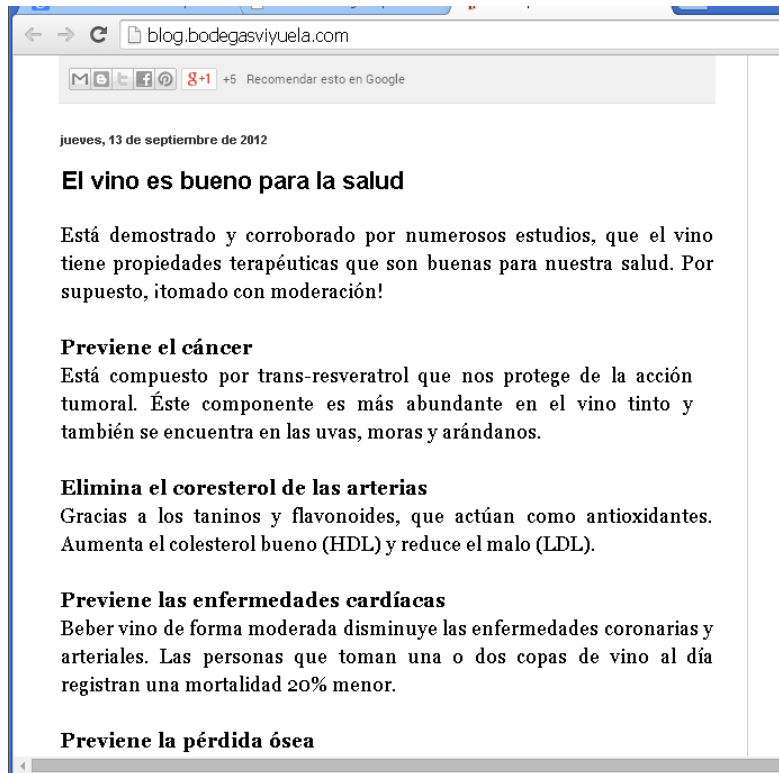 blog.bodegasviyuela.com
g+1 +5 Recomendar esto en Google
jueves, 13 de septiembre de 2012
El vino es bueno para la salud
Está demostrado y corroborado por numerosos estudios, que el vino
tiene propiedades terapéuticas que son buenas para nuestra salud. Por
supuesto, ¡tomado con moderación!
Previene el cáncer
Está compuesto por trans-resveratrol que nos protege de la acción
tumoral. Éste componente es más abundante en el vino tinto y
también se encuentra en las uvas, moras y arándanos.
Elimina el coresterol de las arterias
Gracias a los taninos y flavonoides, que actúan como antioxidantes.
Aumenta el colesterol bueno (HDL) y reduce el malo (LDL).
Previene las enfermedades cardíacas
Beber vino de forma moderada disminuye las enfermedades coronarias y
arteriales. Las personas que toman una o dos copas de vino al día
registran una mortalidad 20% menor.
Previene la pérdida ósea